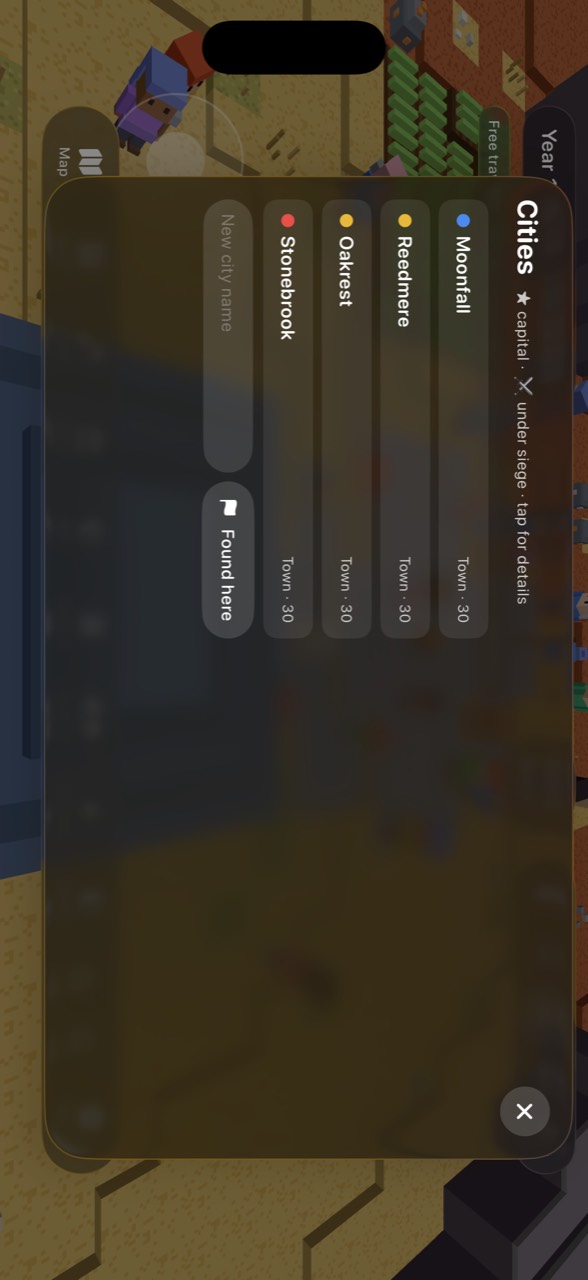 Year
Free tra
Map
Cities ★ capital · ⚔ under siege · tap for details
Moonfall Town · 30
Reedmere Town · 30
Oakrest Town · 30
Stonebrook Town · 30
New city name
Found here